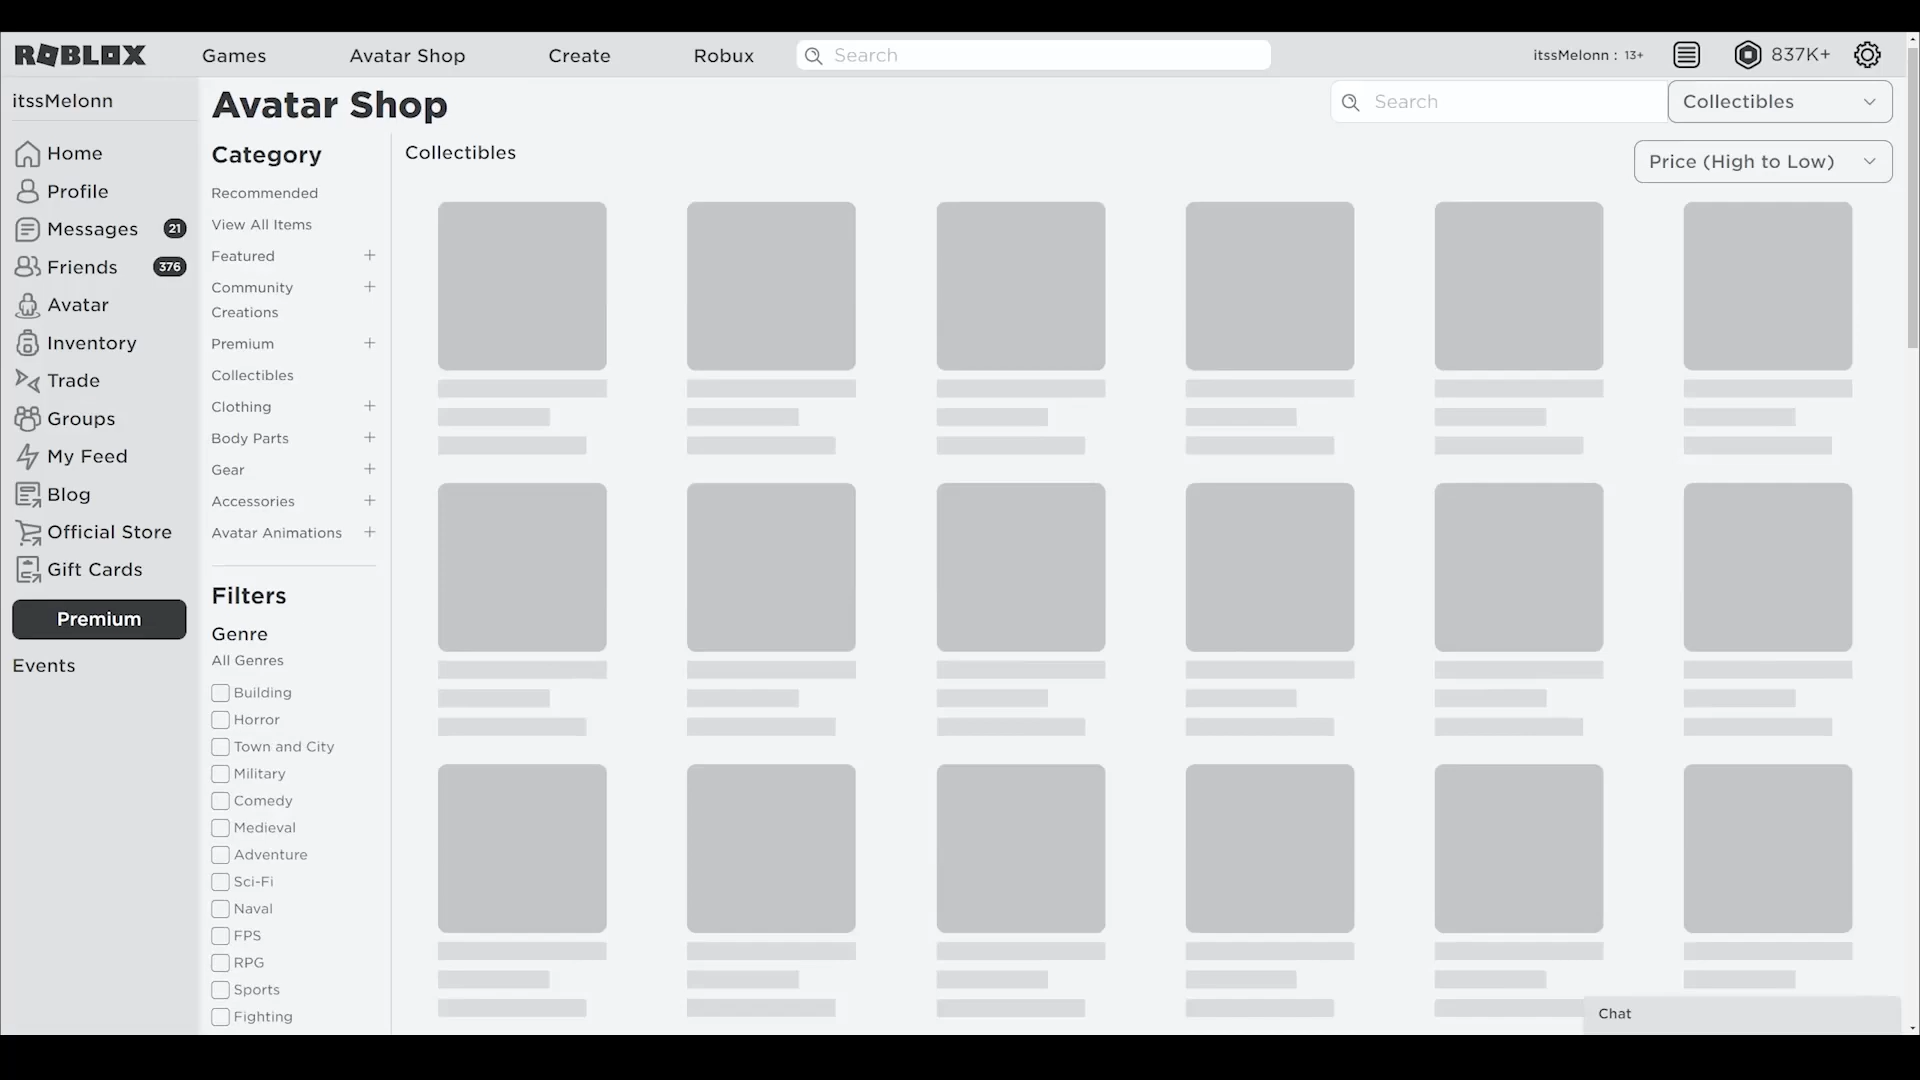 ROBLOX
Games
Avatar Shop
Create
Robux
Search
itssMelonn : 13+
837K+
itssMelonn
Home
Profile
Messages
21
Friends
376
Avatar
Inventory
Trade
Groups
My Feed
Blog
Official Store
Gift Cards
Premium
Events
Avatar Shop
Search
Collectibles
Category
Recommended
View All Items
Featured +
Community +
Creations
Premium +
Collectibles
Clothing +
Body Parts +
Gear +
Accessories +
Avatar Animations +
Filters
Genre
All Genres
Building
Horror
Town and City
Military
Comedy
Medieval
Adventure
Sci-Fi
Naval
FPS
RPG
Sports
Fighting
Collectibles
Price (High to Low)
Chat